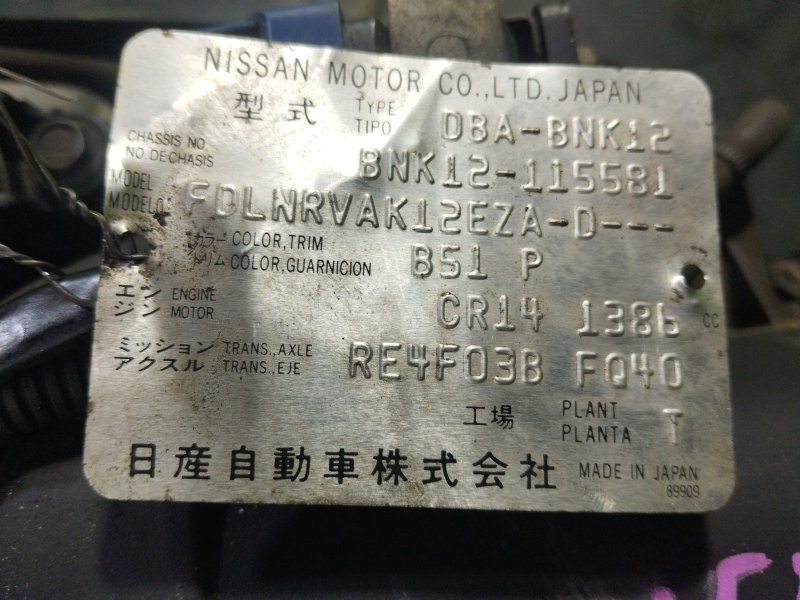 NISSAN MOTOR CO.,LTD. JAPAN
型式 TYPE TIPO DBA-BNK12
CHASSIS NO. NO. DE CHASIS BNK12-115581
MODEL MODELO FDLWRVAK12EZA-D---
カラー COLOR,TRIM
トリム COLOR,GUARNICION B51 P
エン ENGINE
ジン MOTOR CR14 1386 CC
ミッション TRANS.,AXLE
アクスル TRANS.,EJE RE4F03B FQ40
工場 PLANT
PLANTA T
日産自動車株式会社 MADE IN JAPAN
89909